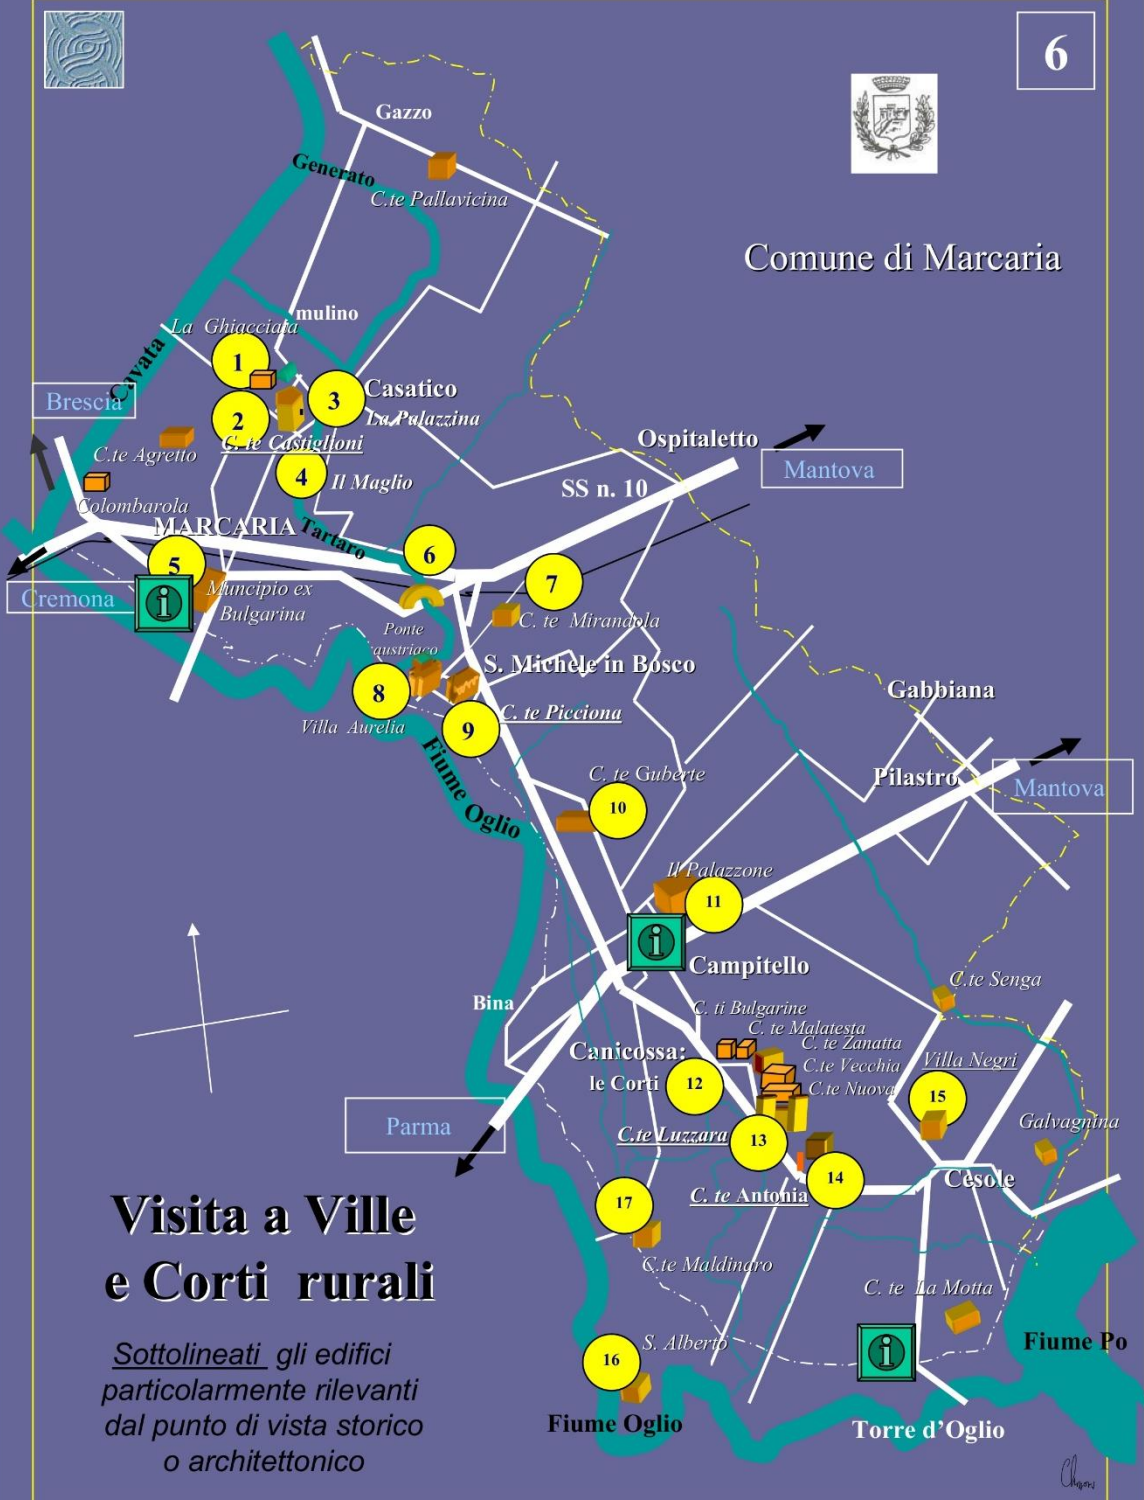 6
Gazzo
Generato
C.te Pallavicina
Comune di Marcaria
mulino
La Ghiacciata
Cavata
1
Brescia
3
Casatico
2
La Palazzina
C. te Castiglioni
C.te Agretto
Ospitaletto
Mantova
4
Il Maglio
SS n. 10
Colombarola
MARCARIA
Tartaro
6
5
7
Cremona
i
Muncipio ex
Bulgarina
C. te Mirandola
Ponte
austriaco
S. Michele in Bosco
8
Gabbiana
Villa Aurelia
9
C. te Picciona
Fiume Oglio
C. te Guberte
Pilastro
Mantova
10
Il Palazzone
11
i
Campitello
C.te Senga
Bina
C. ti Bulgarine
C. te Malatesta
Canicossa:
C. te Zanatta
le Corti
C.te Vecchia
Villa Negri
12
C.te Nuova
15
Parma
C.te Luzzara
13
Galvagnina
14
Cesole
C. te Antonia
17
Visita a Ville
e Corti rurali
C.te Maldinaro
C. te La Motta
Sottolineati gli edifici
particolarmente rilevanti
dal punto di vista storico
o architettonico
16
S. Alberto
i
Fiume Po
Fiume Oglio
Torre d’Oglio